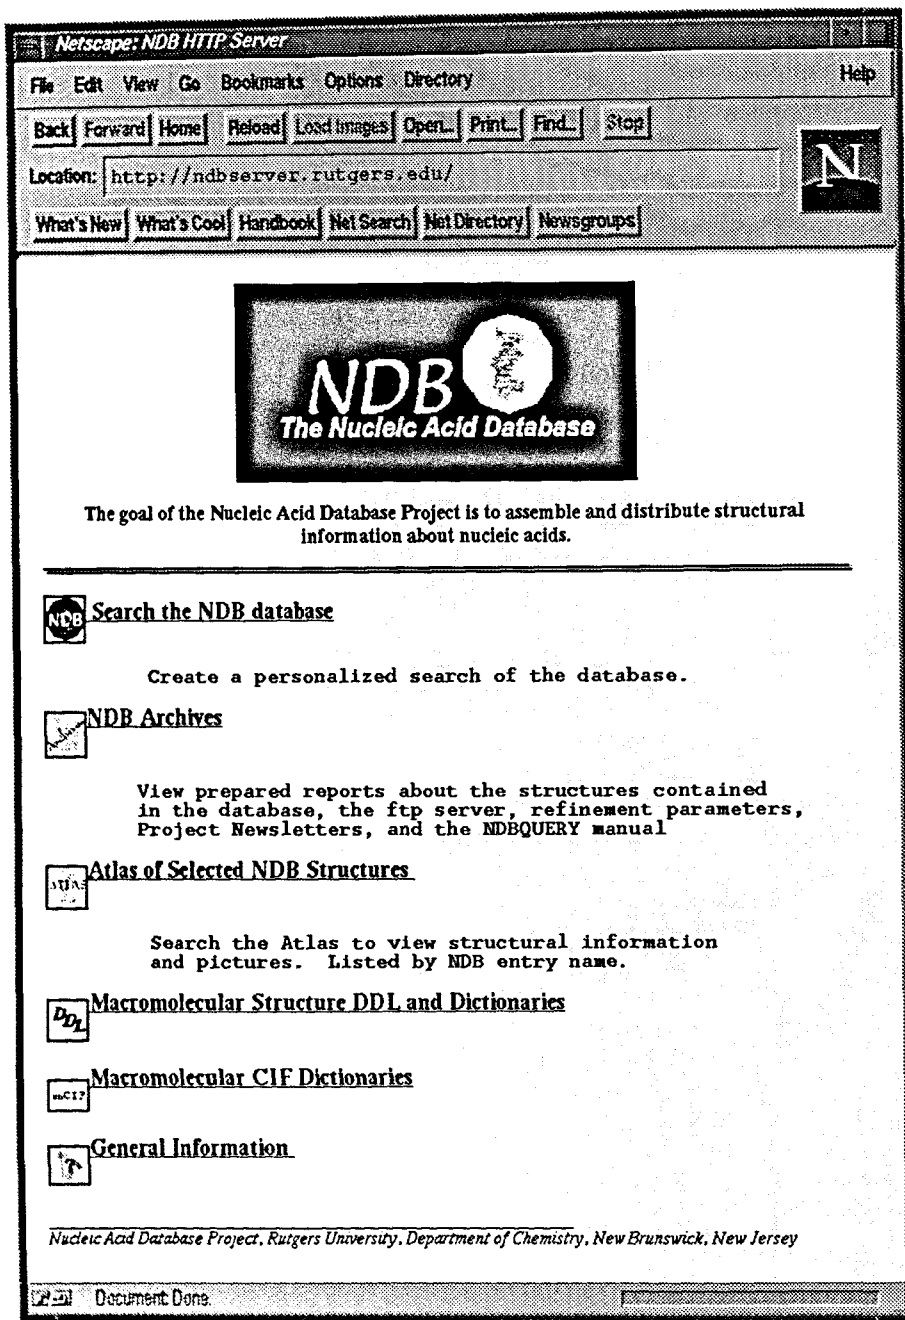 Netscape: NDB HTTP Server
File Edit View Go Bookmarks Options Directory Help
Back Forward Home Reload Load Images Open... Print... Find... Stop
Location: http://ndbserver.rutgers.edu/
N
What's New What's Cool Handbook Net Search Net Directory Newsgroups
NDB
The Nucleic Acid Database
The goal of the Nucleic Acid Database Project is to assemble and distribute structural
information about nucleic acids.
NDB Search the NDB database
Create a personalized search of the database.
NDB Archives
View prepared reports about the structures contained
in the database, the ftp server, refinement parameters,
Project Newsletters, and the NDBQUERY manual
ATLAS Atlas of Selected NDB Structures
Search the Atlas to view structural information
and pictures. Listed by NDB entry name.
DDL Macromolecular Structure DDL and Dictionaries
mCIF Macromolecular CIF Dictionaries
? General Information
Nucleic Acid Database Project, Rutgers University, Department of Chemistry, New Brunswick, New Jersey
Document: Done.